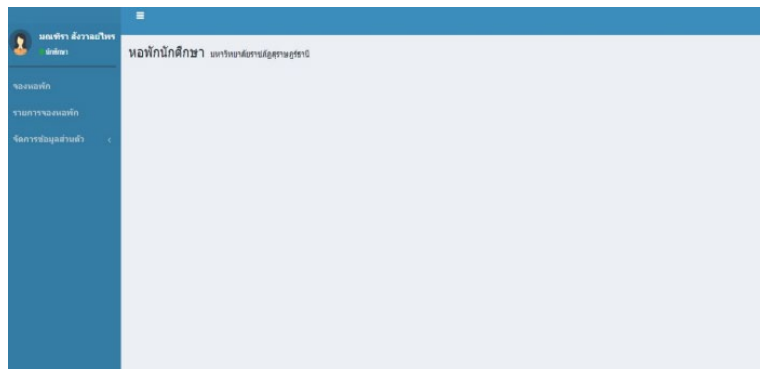 มณฑิรา สังวาลย์ไพร
นักศึกษา
หอพักนักศึกษา มหาวิทยาลัยราชภัฏสุราษฎร์ธานี
จองหอพัก
รายการจองหอพัก
จัดการข้อมูลส่วนตัว